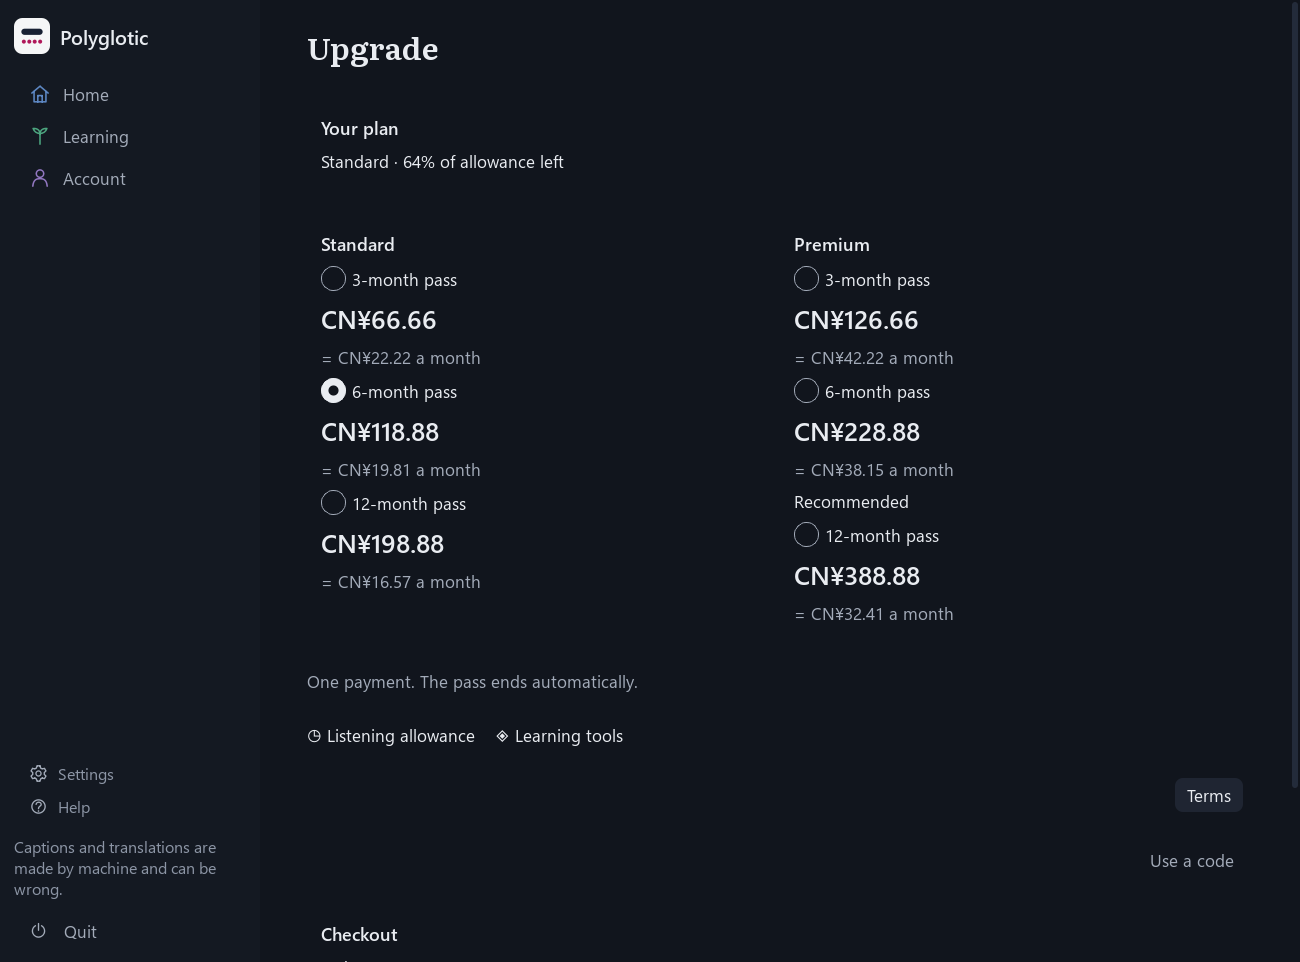 Polyglotic
Home
Learning
Account
Settings
Help
Captions and translations are
made by machine and can be
wrong.
Quit
Upgrade
Your plan
Standard · 64% of allowance left
Standard
3-month pass
CN¥66.66
= CN¥22.22 a month
6-month pass
CN¥118.88
= CN¥19.81 a month
12-month pass
CN¥198.88
= CN¥16.57 a month
Premium
3-month pass
CN¥126.66
= CN¥42.22 a month
6-month pass
CN¥228.88
= CN¥38.15 a month
Recommended
12-month pass
CN¥388.88
= CN¥32.41 a month
One payment. The pass ends automatically.
Listening allowance
Learning tools
Terms
Use a code
Checkout